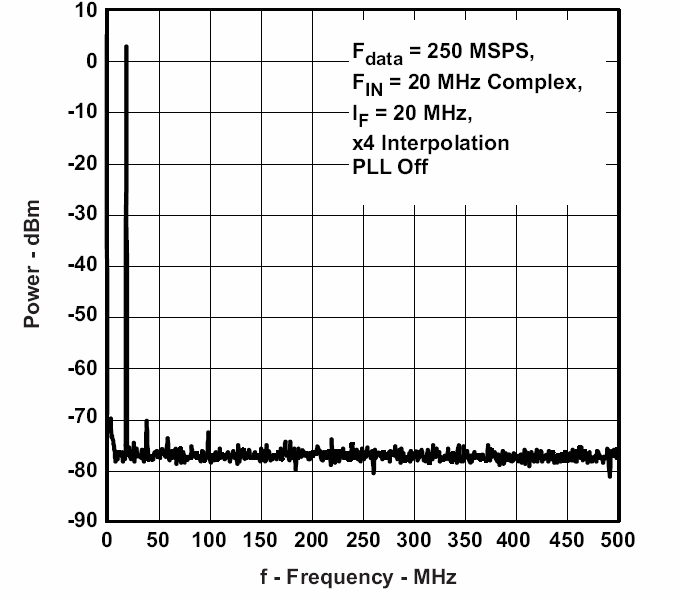 10
0
-10
-20
-30
-40
-50
-60
-70
-80
-90
Power - dBm
Fdata = 250 MSPS,
FIN = 20 MHz Complex,
IF = 20 MHz,
x4 Interpolation
PLL Off
0 50 100 150 200 250 300 350 400 450 500
f - Frequency - MHz